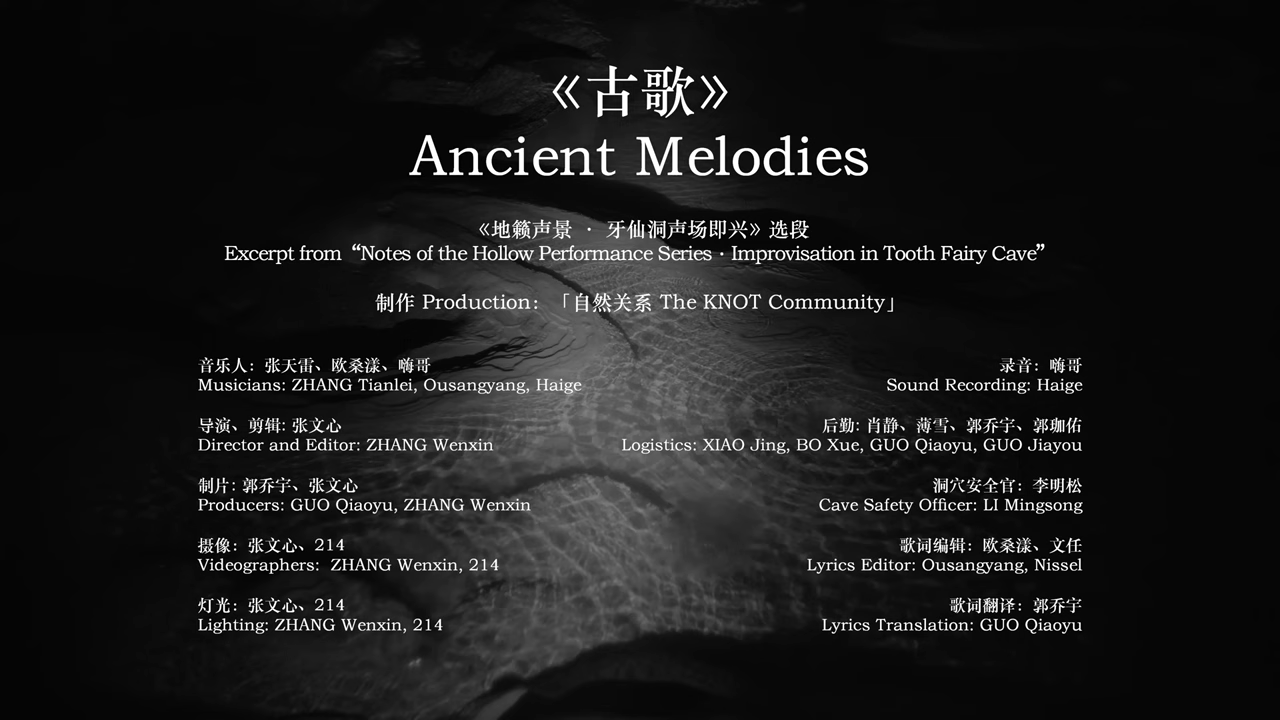 《古歌》
Ancient Melodies
《地籁声景 · 牙仙洞声场即兴》选段
Excerpt from “Notes of the Hollow Performance Series · Improvisation in Tooth Fairy Cave”
制作 Production: 「自然关系 The KNOT Community」
音乐人: 张天雷、欧桑漾、嗨哥
Musicians: ZHANG Tianlei, Ousangyang, Haige
导演、剪辑: 张文心
Director and Editor: ZHANG Wenxin
制片: 郭乔宇、张文心
Producers: GUO Qiaoyu, ZHANG Wenxin
摄像: 张文心、214
Videographers: ZHANG Wenxin, 214
灯光: 张文心、214
Lighting: ZHANG Wenxin, 214
录音: 嗨哥
Sound Recording: Haige
后勤: 肖静、薄雪、郭乔宇、郭珈佑
Logistics: XIAO Jing, BO Xue, GUO Qiaoyu, GUO Jiayou
洞穴安全官: 李明松
Cave Safety Officer: LI Mingsong
歌词编辑: 欧桑漾、文任
Lyrics Editor: Ousangyang, Nissel
歌词翻译: 郭乔宇
Lyrics Translation: GUO Qiaoyu